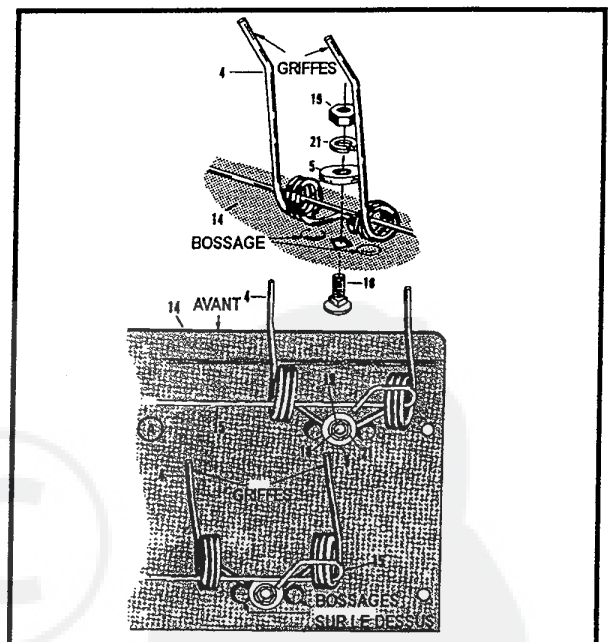 GRIFFES
4
19
21
5
14
BOSSAGE
16
4
14 AVANT
GRIFFES
BOSSAGES
SUR LE DESSUS